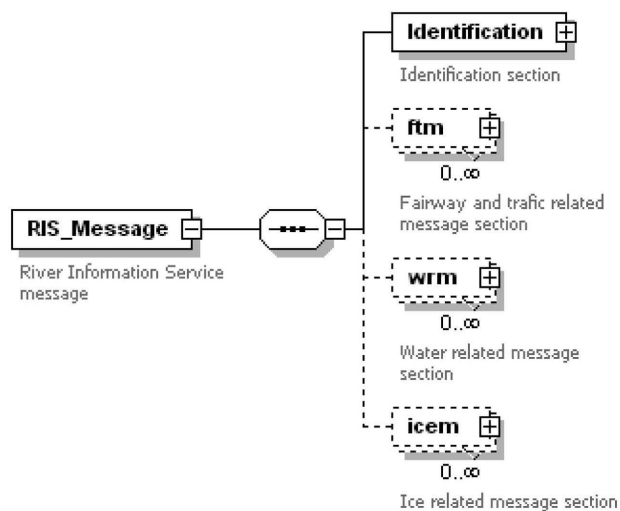 Identification
Identification section
ftm
0..∞
Fairway and trafic related
message section
RIS_Message
River Information Service
message
wrm
0..∞
Water related message
section
icem
0..∞
Ice related message section